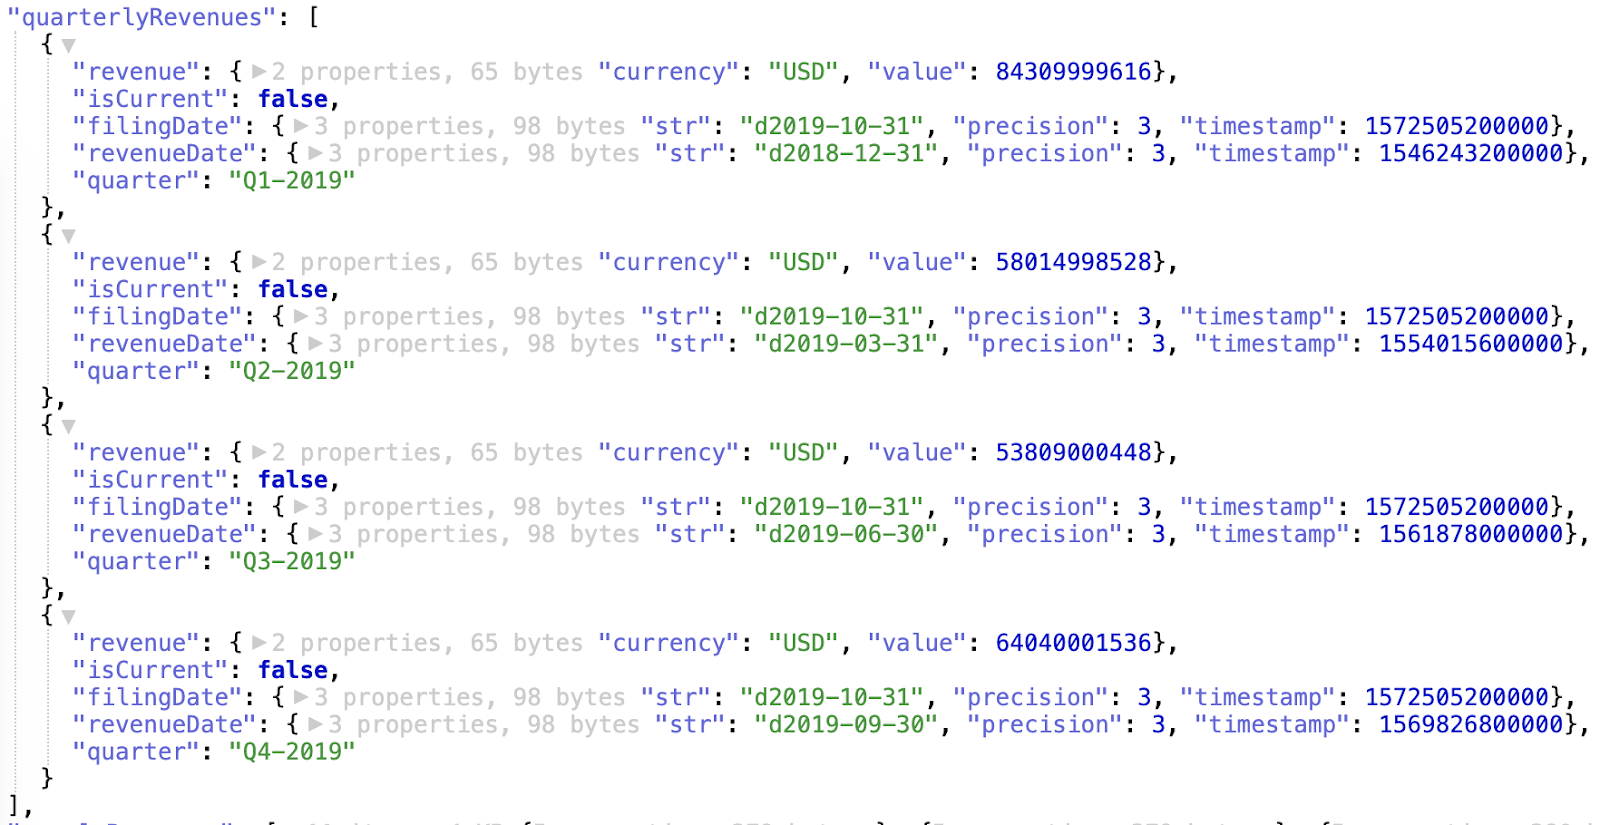 "quarterlyRevenues": [
{ ▼
"revenue": { ▶2 properties, 65 bytes "currency": "USD", "value": 84309999616},
"isCurrent": false,
"filingDate": { ▶3 properties, 98 bytes "str": "d2019-10-31", "precision": 3, "timestamp": 1572505200000},
"revenueDate": { ▶3 properties, 98 bytes "str": "d2018-12-31", "precision": 3, "timestamp": 1546243200000},
"quarter": "Q1-2019"
},
{ ▼
"revenue": { ▶2 properties, 65 bytes "currency": "USD", "value": 58014998528},
"isCurrent": false,
"filingDate": { ▶3 properties, 98 bytes "str": "d2019-10-31", "precision": 3, "timestamp": 1572505200000},
"revenueDate": { ▶3 properties, 98 bytes "str": "d2019-03-31", "precision": 3, "timestamp": 1554015600000},
"quarter": "Q2-2019"
},
{ ▼
"revenue": { ▶2 properties, 65 bytes "currency": "USD", "value": 53809000448},
"isCurrent": false,
"filingDate": { ▶3 properties, 98 bytes "str": "d2019-10-31", "precision": 3, "timestamp": 1572505200000},
"revenueDate": { ▶3 properties, 98 bytes "str": "d2019-06-30", "precision": 3, "timestamp": 1561878000000},
"quarter": "Q3-2019"
},
{ ▼
"revenue": { ▶2 properties, 65 bytes "currency": "USD", "value": 64040001536},
"isCurrent": false,
"filingDate": { ▶3 properties, 98 bytes "str": "d2019-10-31", "precision": 3, "timestamp": 1572505200000},
"revenueDate": { ▶3 properties, 98 bytes "str": "d2019-09-30", "precision": 3, "timestamp": 1569826800000},
"quarter": "Q4-2019"
}
],